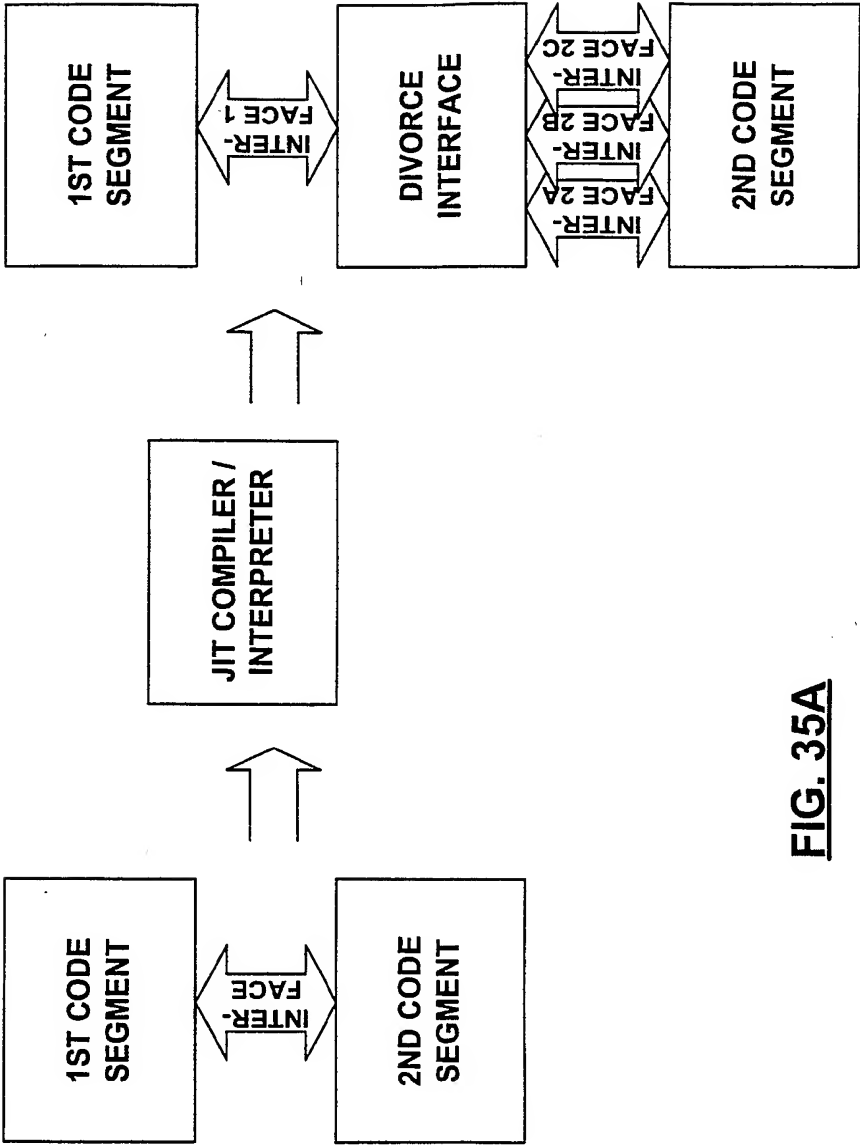 1ST CODE
SEGMENT
INTER-
FACE
2ND CODE
SEGMENT
JIT COMPILER /
INTERPRETER
1ST CODE
SEGMENT
INTER-
FACE 1
DIVORCE
INTERFACE
INTER-
FACE 2A
INTER-
FACE 2B
INTER-
FACE 2C
2ND CODE
SEGMENT
FIG. 35A